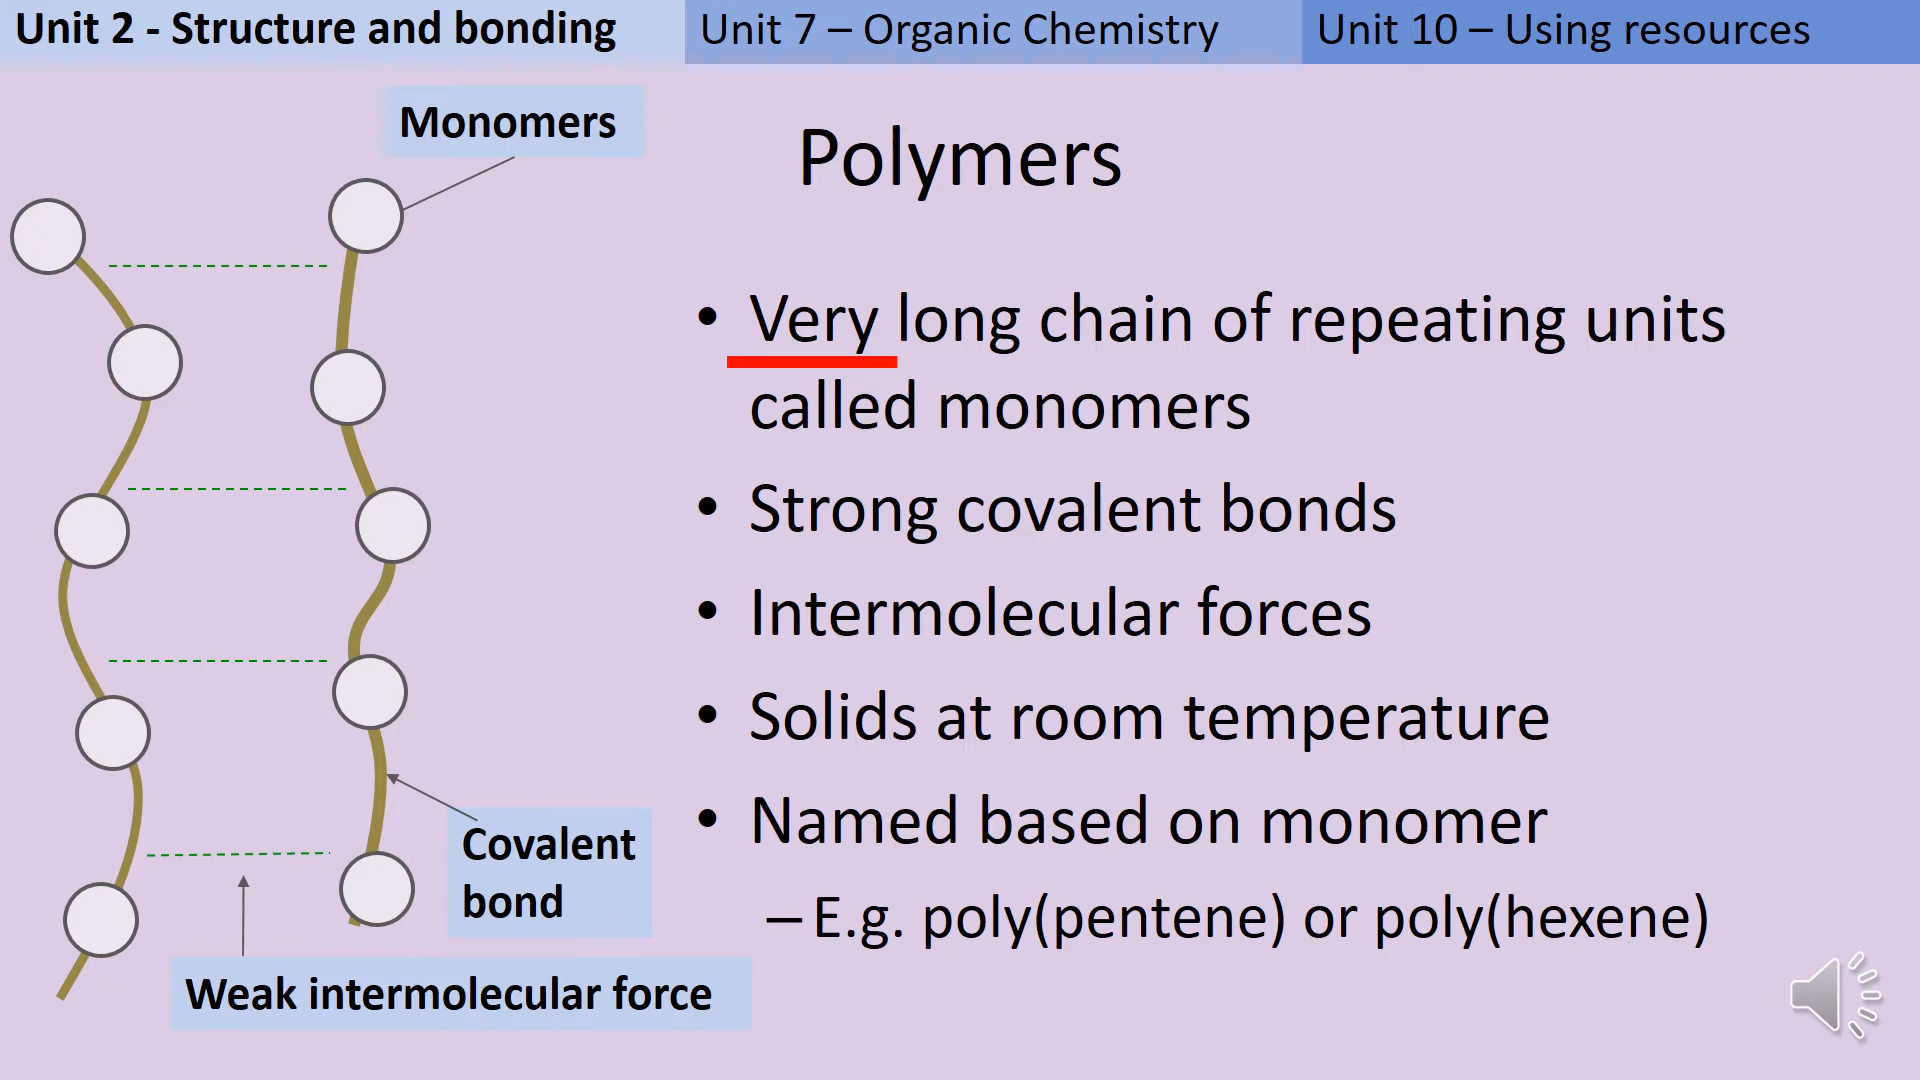 Unit 2 - Structure and bonding
Unit 7 – Organic Chemistry
Unit 10 – Using resources
Monomers
Polymers
• Very long chain of repeating units
called monomers
• Strong covalent bonds
• Intermolecular forces
• Solids at room temperature
• Named based on monomer
– E.g. poly(pentene) or poly(hexene)
Covalent
bond
Weak intermolecular force